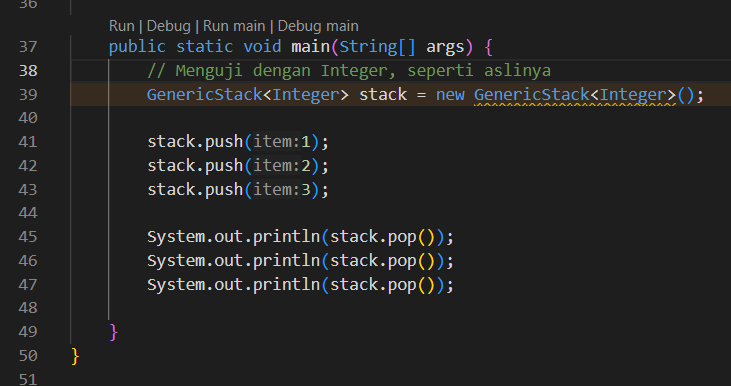 36
Run | Debug | Run main | Debug main
37 public static void main(String[] args) {
38 // Menguji dengan Integer, seperti aslinya
39 GenericStack<Integer> stack = new GenericStack<Integer>();
40
41 stack.push(item:1);
42 stack.push(item:2);
43 stack.push(item:3);
44
45 System.out.println(stack.pop());
46 System.out.println(stack.pop());
47 System.out.println(stack.pop());
48
49 }
50 }
51